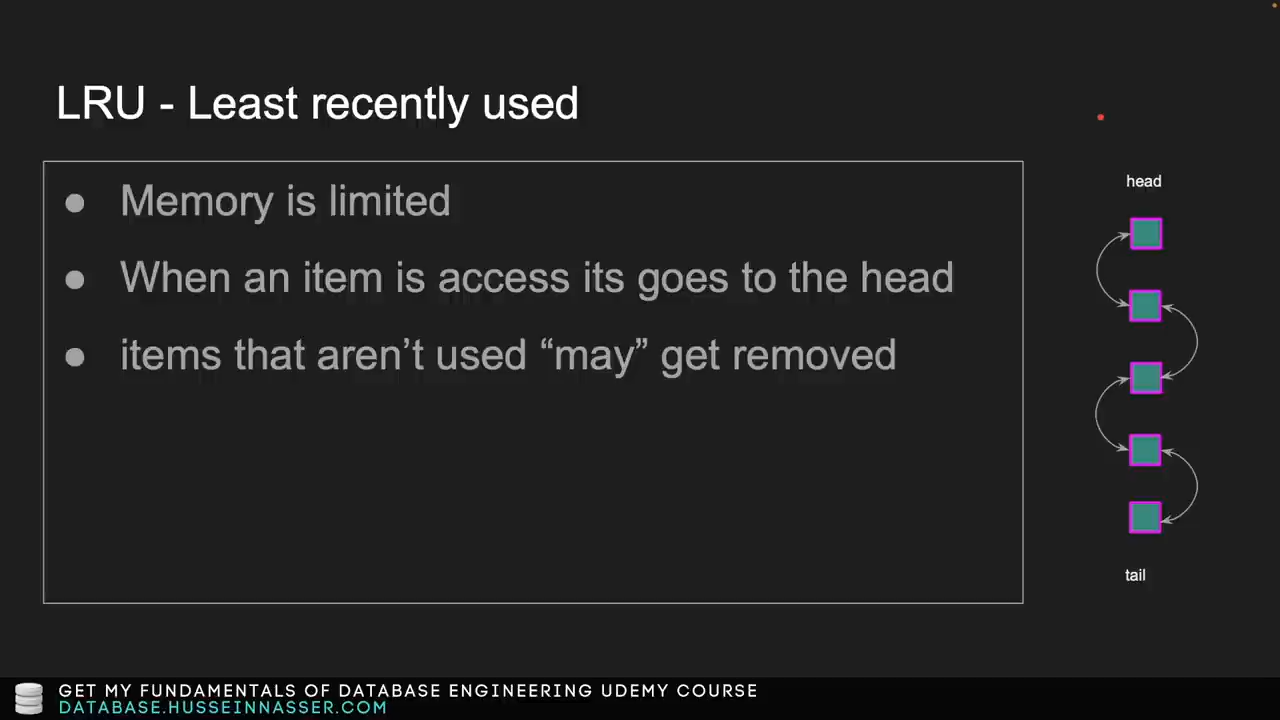 LRU - Least recently used
● Memory is limited
● When an item is access its goes to the head
● items that aren’t used “may” get removed
head
tail
GET MY FUNDAMENTALS OF DATABASE ENGINEERING UDEMY COURSE
DATABASE.HUSSEINNASSER.COM